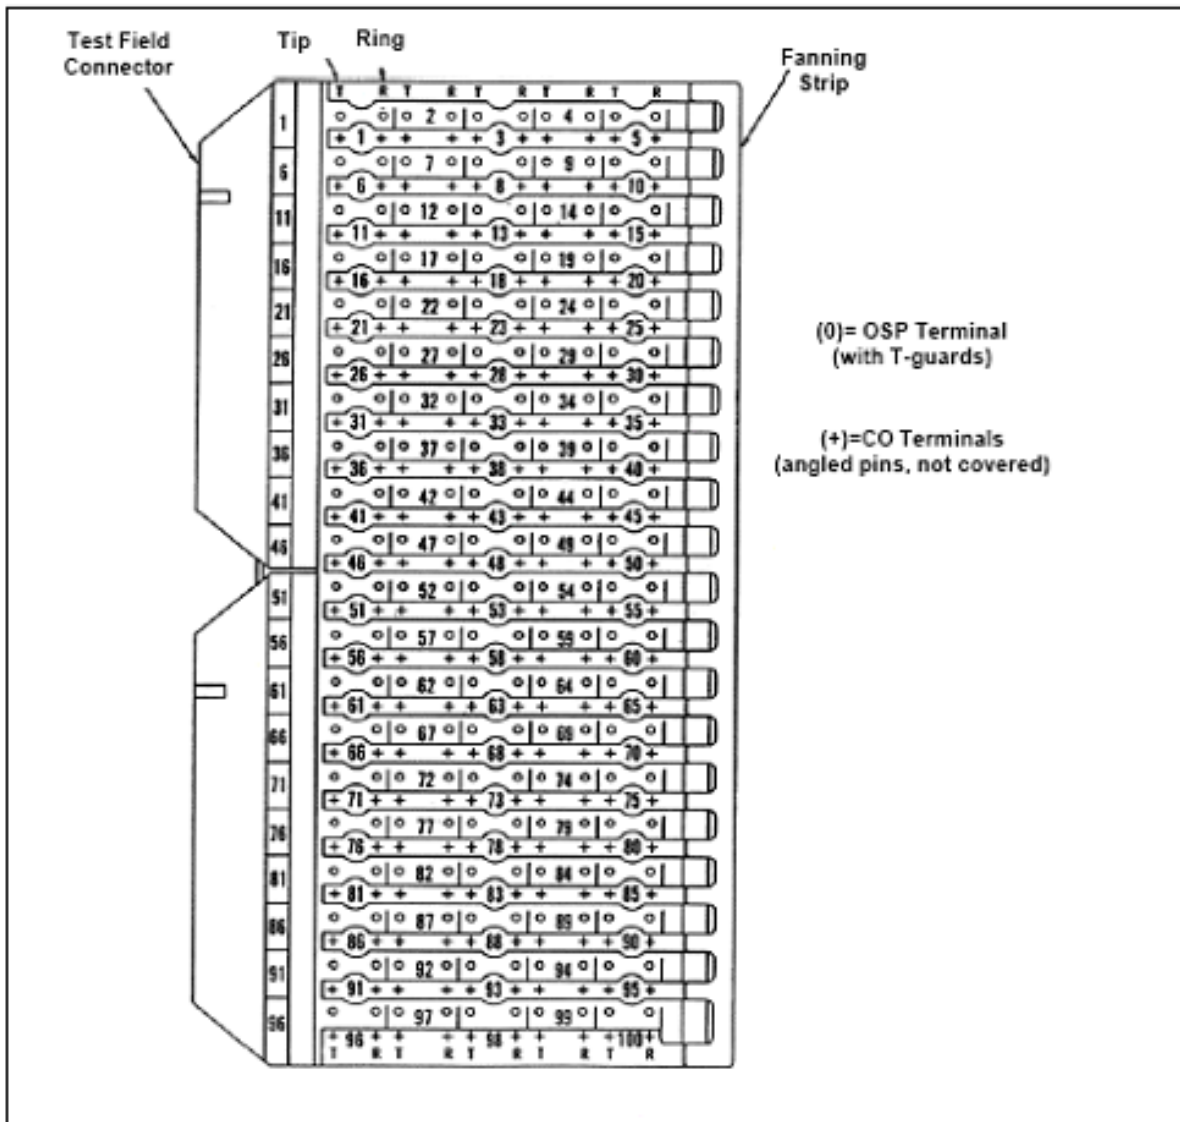 Test Field
Connector
Tip
Ring
Fanning
Strip
T R T R T R T R T R
1 2 4
1 3 5
6 7 9
6 8 10
11 12 14
11 13 15
16 17 19
16 18 20
21 22 24
21 23 25
26 27 29
26 28 30
31 32 34
31 33 35
36 37 39
36 38 40
41 42 44
41 43 45
46 47 49
46 48 50
51 52 54
51 53 55
56 57 59
56 58 60
61 62 64
61 63 65
66 67 69
66 68 70
71 72 74
71 73 75
76 77 79
76 78 80
81 82 84
81 83 85
86 87 89
86 88 90
91 92 94
91 93 95
96 97 99
96 98 100
T R T R T R T R T R
(0)= OSP Terminal
(with T-guards)
(+)=CO Terminals
(angled pins, not covered)